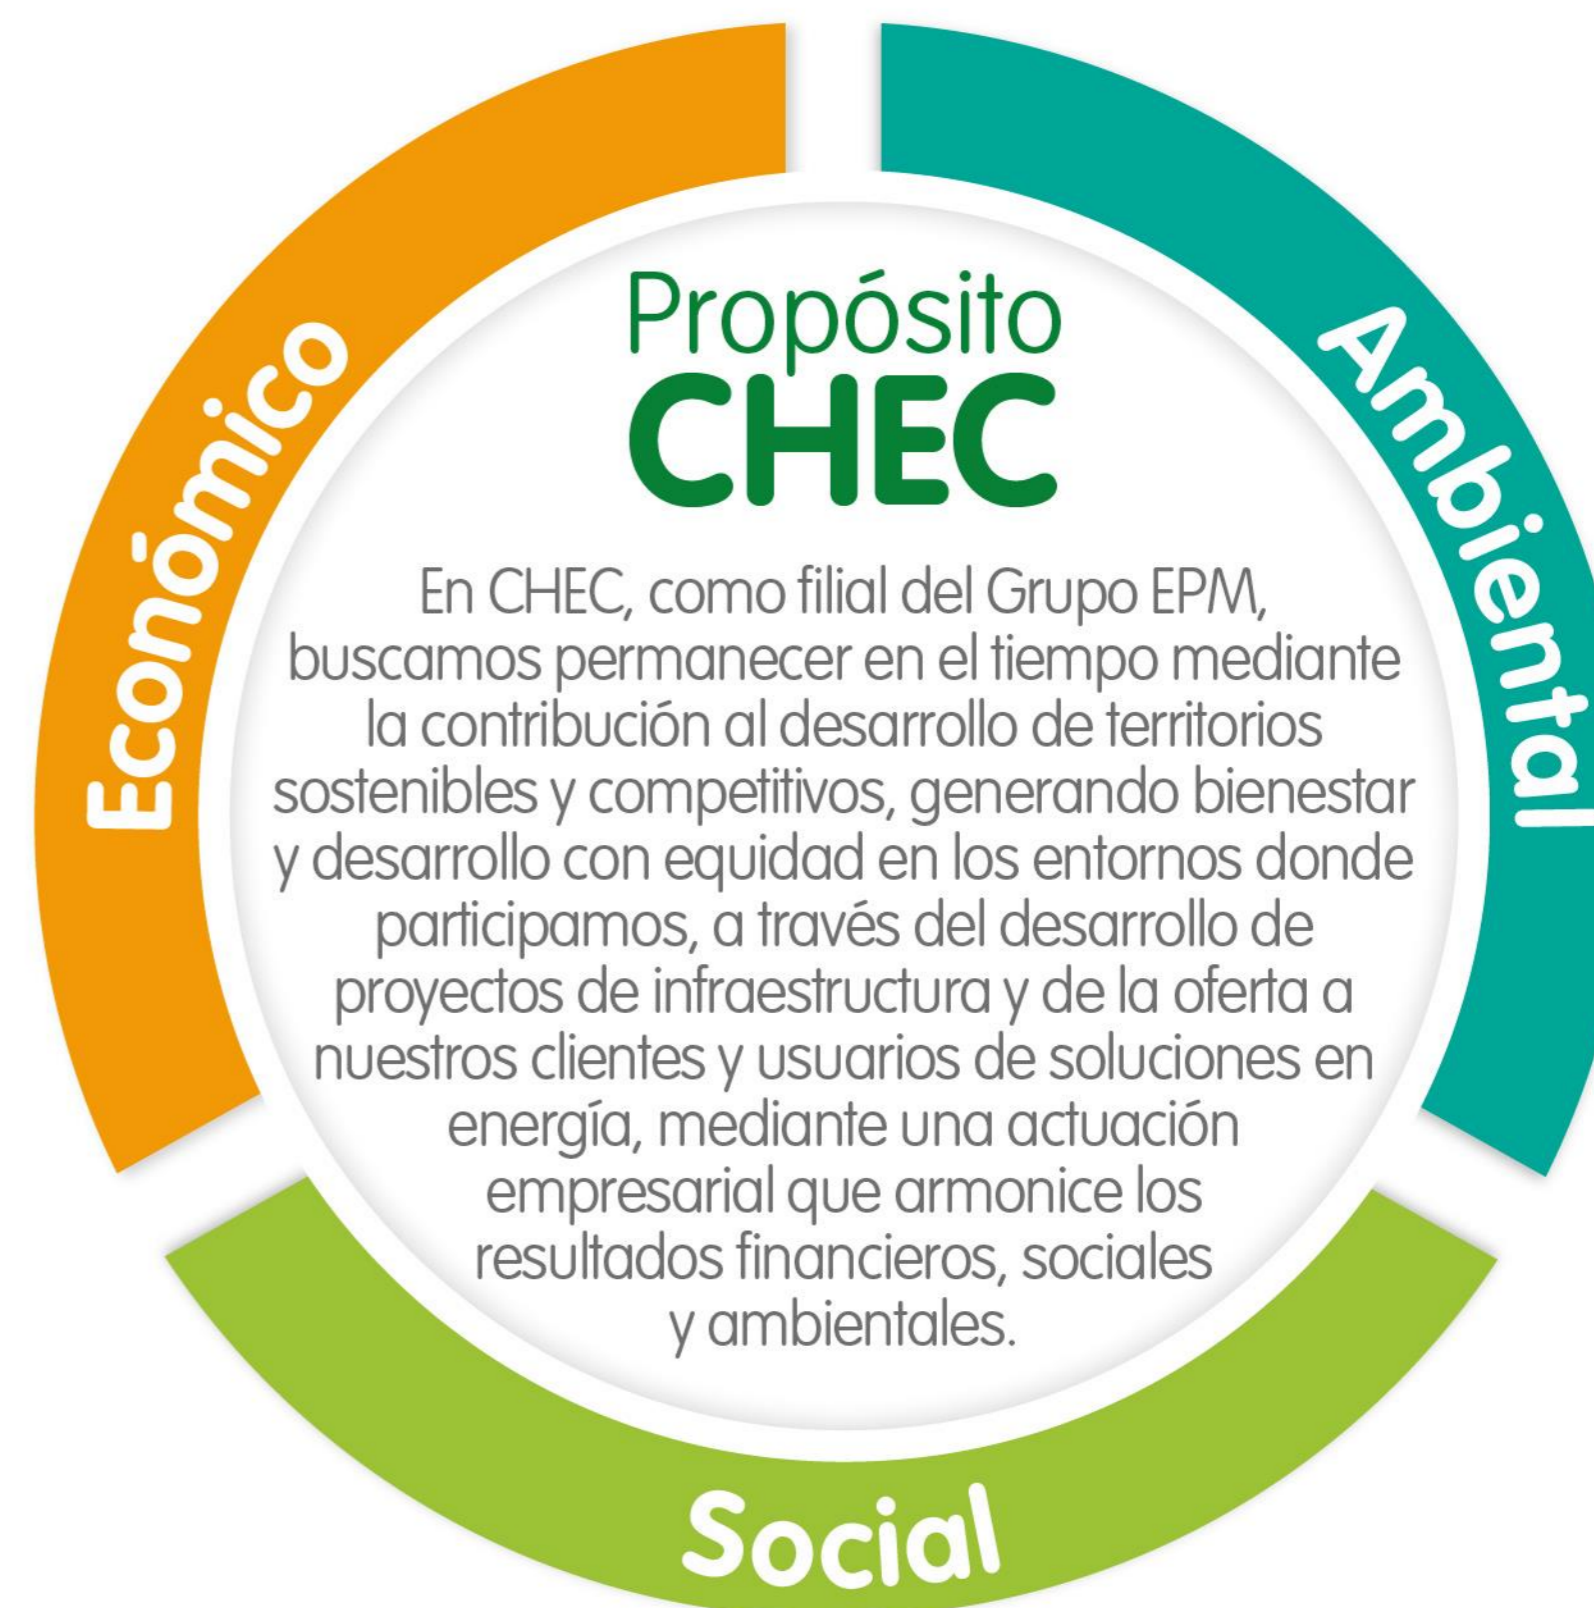 Propósito
CHEC
En CHEC, como filial del Grupo EPM,
buscamos permanecer en el tiempo mediante
la contribución al desarrollo de territorios
sostenibles y competitivos, generando bienestar
y desarrollo con equidad en los entornos donde
participamos, a través del desarrollo de
proyectos de infraestructura y de la oferta a
nuestros clientes y usuarios de soluciones en
energía, mediante una actuación
empresarial que armonice los
resultados financieros, sociales
y ambientales.
Económico
Ambiental
Social